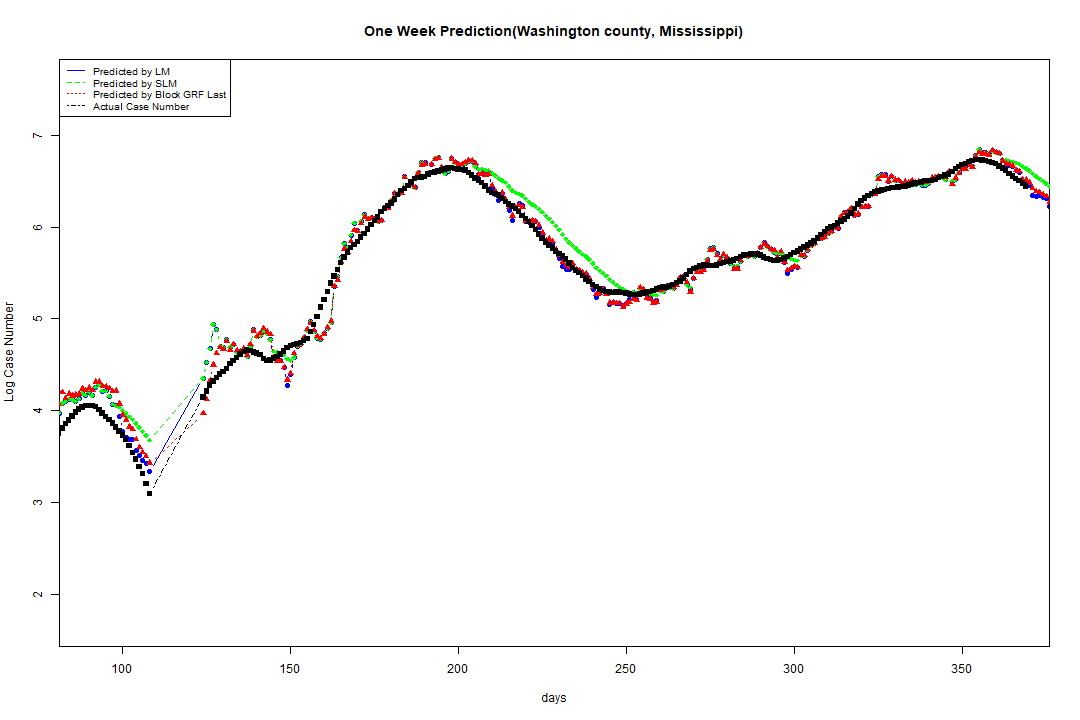 One Week Prediction(Washington county, Mississippi)
Predicted by LM
Predicted by SLM
Predicted by Block GRF Last
Actual Case Number
7
6
5
4
3
2
Log Case Number
100 150 200 250 300 350
days